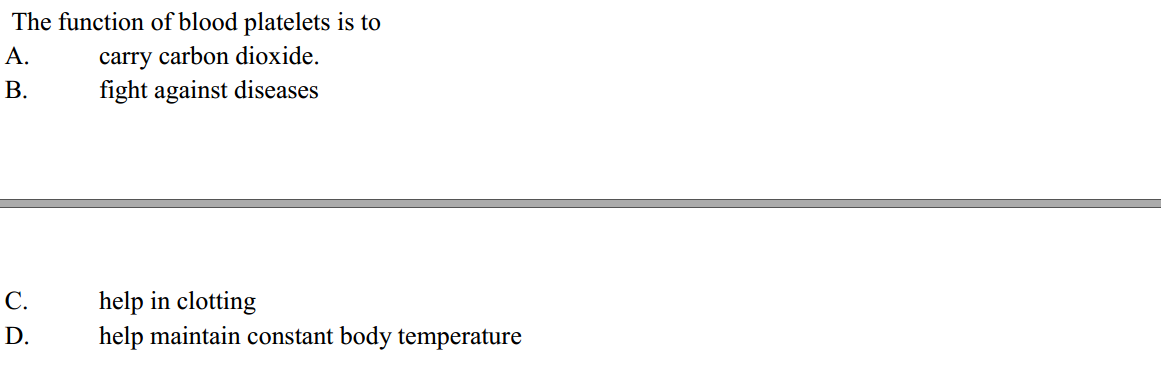 The function of blood platelets is to
A. carry carbon dioxide.
B. fight against diseases
C. help in clotting
D. help maintain constant body temperature